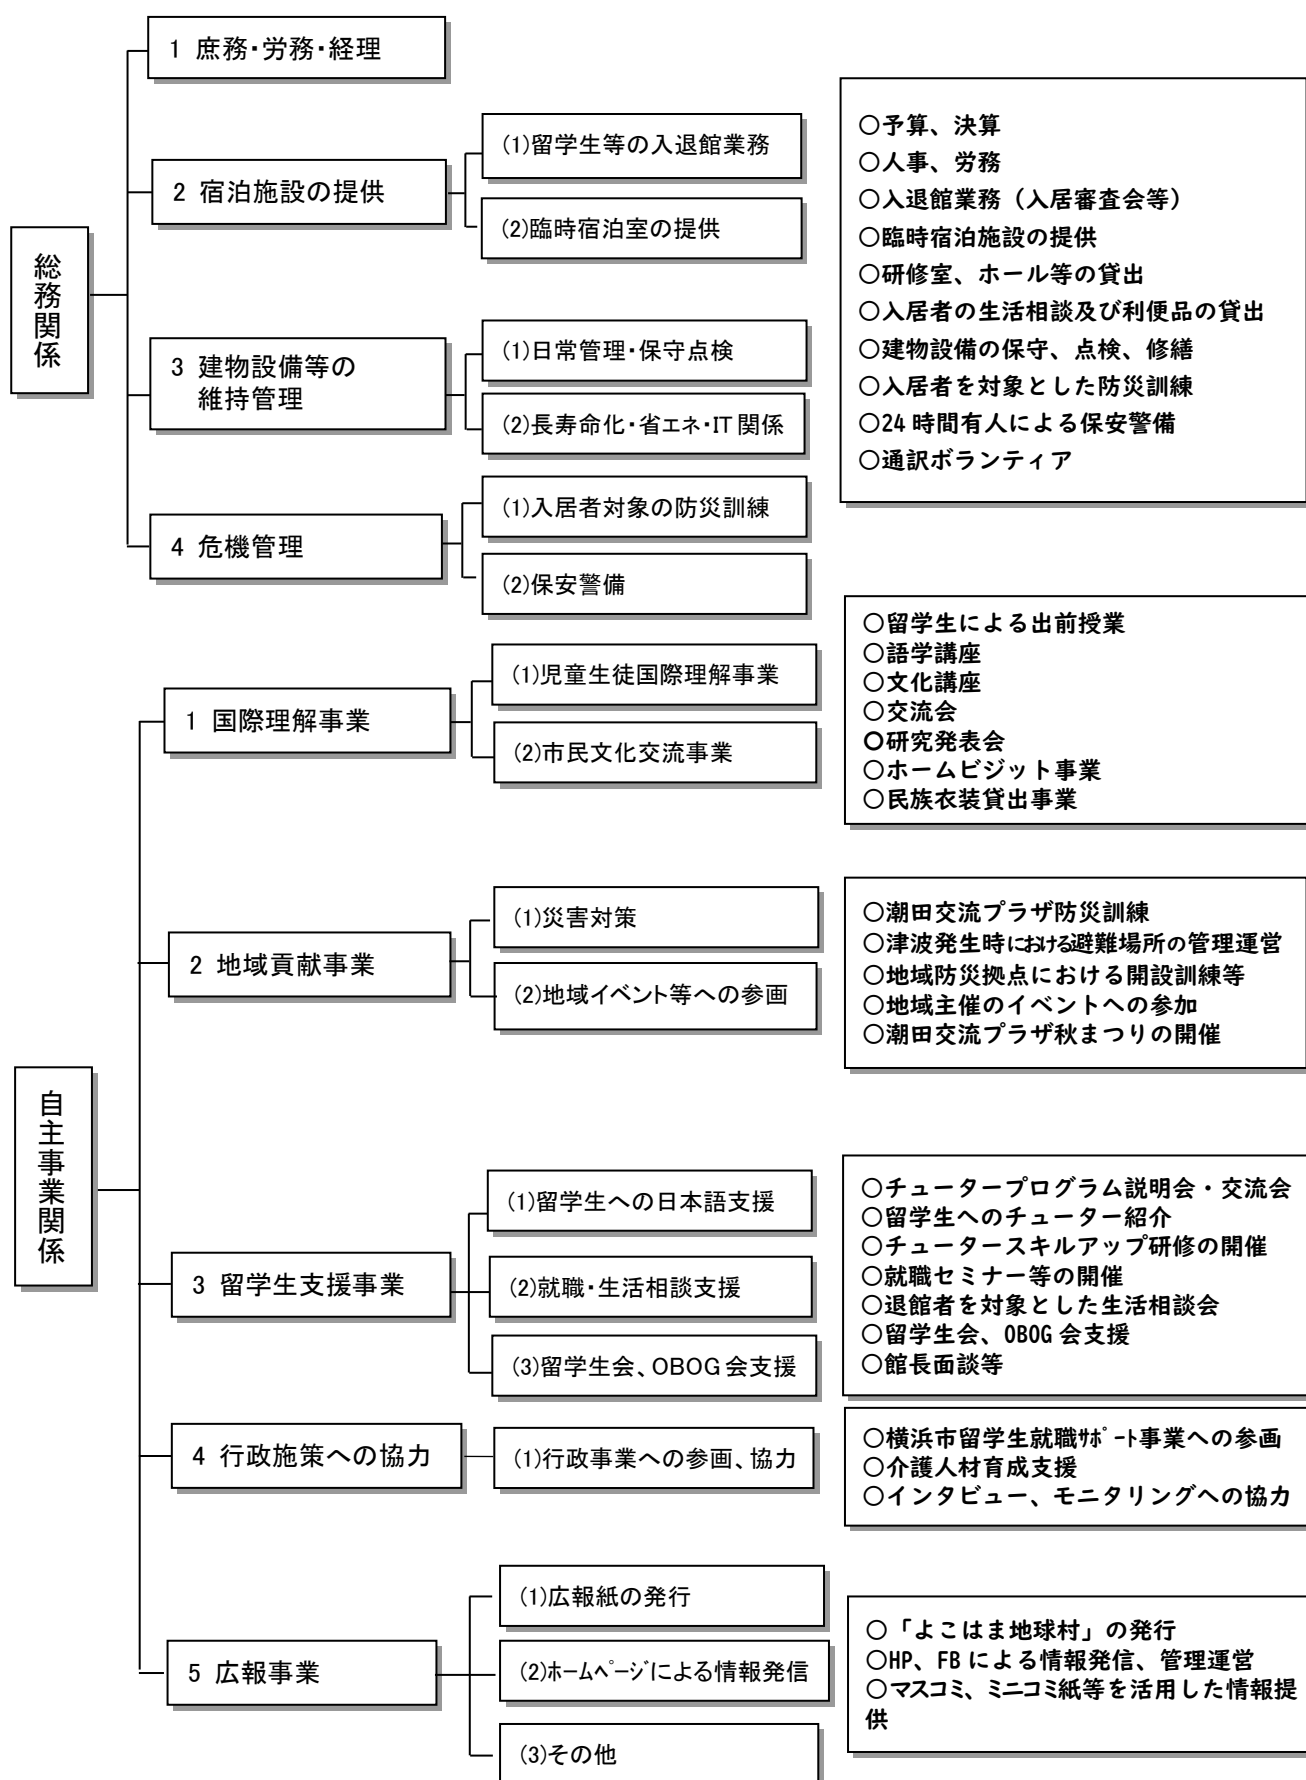 総務関係
1 庶務・労務・経理
2 宿泊施設の提供
(1)留学生等の入退館業務
(2)臨時宿泊室の提供
3 建物設備等の
維持管理
(1)日常管理・保守点検
(2)長寿命化・省エネ・IT関係
4 危機管理
(1)入居者対象の防災訓練
(2)保安警備
○予算、決算
○人事、労務
○入退館業務（入居審査会等）
○臨時宿泊施設の提供
○研修室、ホール等の貸出
○入居者の生活相談及び利便品の貸出
○建物設備の保守、点検、修繕
○入居者を対象とした防災訓練
○24時間有人による保安警備
○通訳ボランティア
自主事業関係
1 国際理解事業
(1)児童生徒国際理解事業
(2)市民文化交流事業
○留学生による出前授業
○語学講座
○文化講座
○交流会
○研究発表会
○ホームビジット事業
○民族衣装貸出事業
2 地域貢献事業
(1)災害対策
(2)地域イベント等への参画
○潮田交流プラザ防災訓練
○津波発生時における避難場所の管理運営
○地域防災拠点における開設訓練等
○地域主催のイベントへの参加
○潮田交流プラザ秋まつりの開催
3 留学生支援事業
(1)留学生への日本語支援
(2)就職・生活相談支援
(3)留学生会、OBOG会支援
○チュータープログラム説明会・交流会
○留学生へのチューター紹介
○チュータースキルアップ研修の開催
○就職セミナー等の開催
○退館者を対象とした生活相談会
○留学生会、OBOG会支援
○館長面談等
4 行政施策への協力
(1)行政事業への参画、協力
○横浜市留学生就職ｻﾎﾟｰﾄ事業への参画
○介護人材育成支援
○インタビュー、モニタリングへの協力
5 広報事業
(1)広報紙の発行
(2)ﾎｰﾑﾍﾟｰｼﾞによる情報発信
(3)その他
○「よこはま地球村」の発行
○HP、FBによる情報発信、管理運営
○マスコミ、ミニコミ紙等を活用した情報提
供